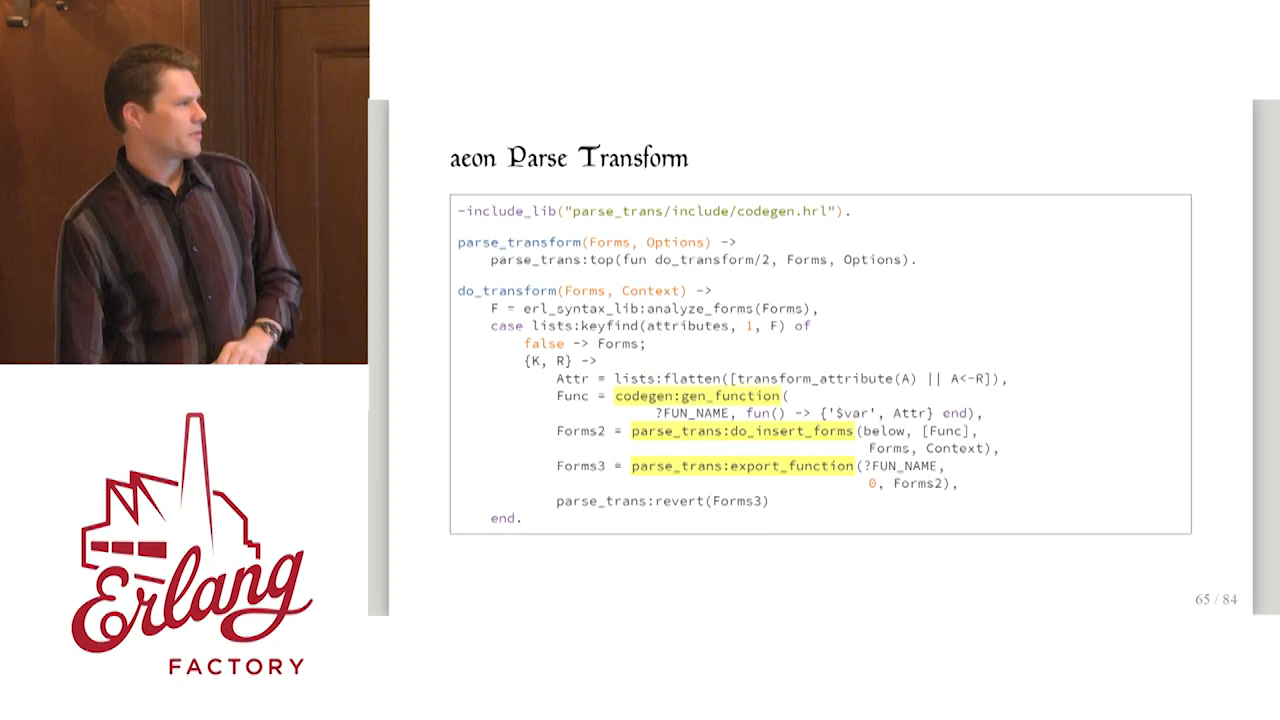 aeon Parse Transform
-include_lib("parse_trans/include/codegen.hrl").
parse_transform(Forms, Options) ->
parse_trans:top(fun do_transform/2, Forms, Options).
do_transform(Forms, Context) ->
F = erl_syntax_lib:analyze_forms(Forms),
case lists:keyfind(attributes, 1, F) of
false -> Forms;
{K, R} ->
Attr = lists:flatten([transform_attribute(A) || A<-R]),
Func = codegen:gen_function(
?FUN_NAME, fun() -> {'$var', Attr} end),
Forms2 = parse_trans:do_insert_forms(below, [Func],
Forms, Context),
Forms3 = parse_trans:export_function(?FUN_NAME,
0, Forms2),
parse_trans:revert(Forms3)
end.
65 / 84
Erlang
FACTORY